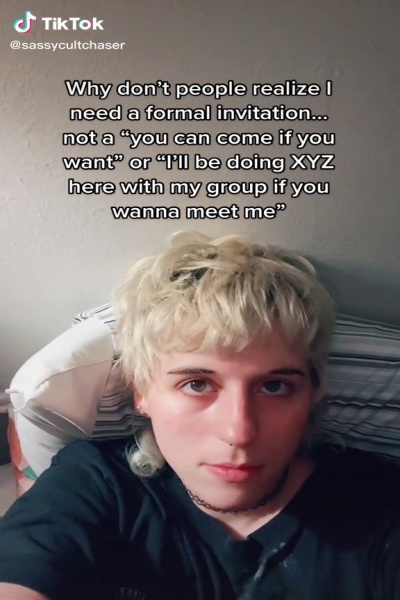 TikTok
@sassycultchaser
Why don't people realize I
need a formal invitation...
not a “you can come if you
want” or “I'll be doing XYZ
here with my group if you
wanna meet me”